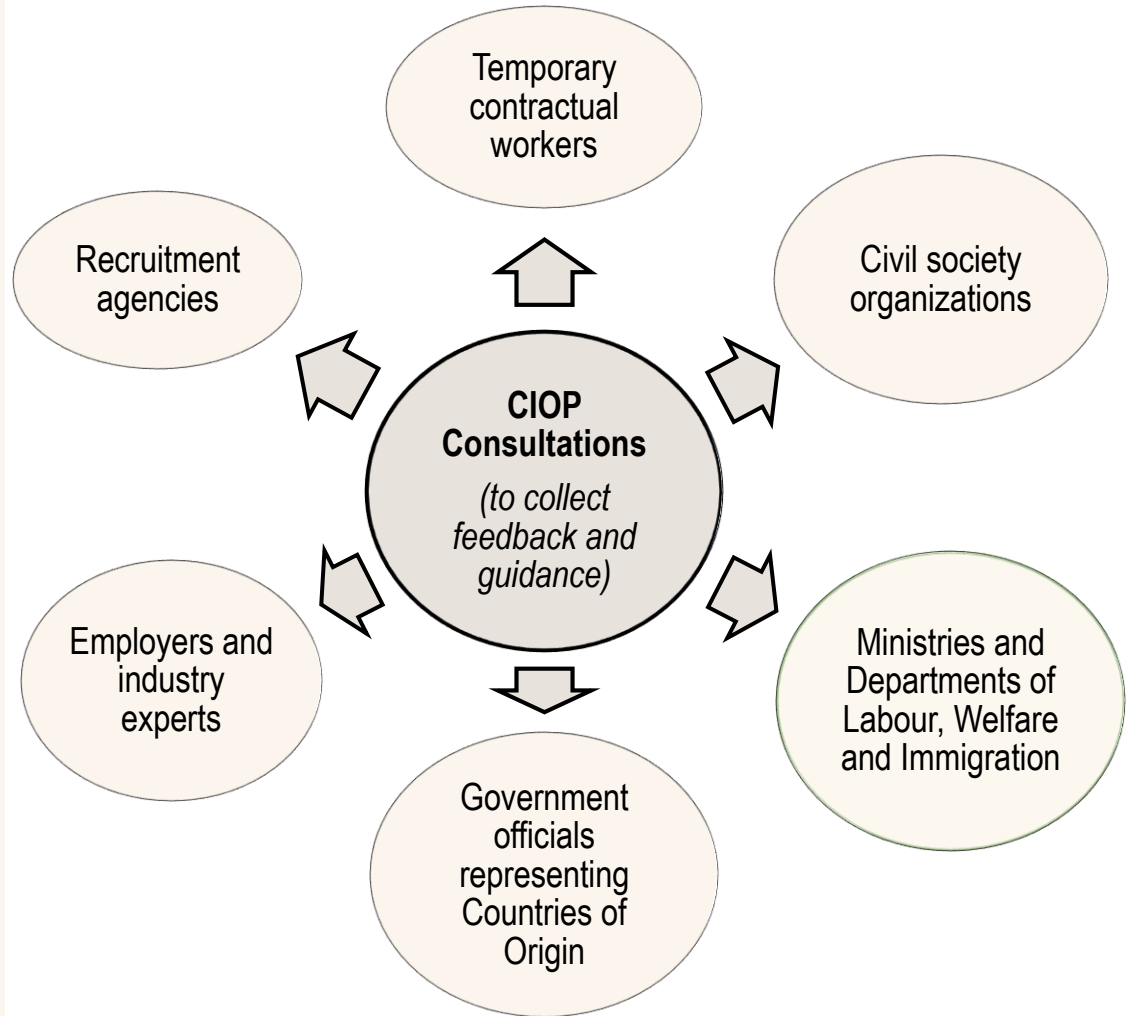 Temporary
contractual
workers
Recruitment
agencies
Civil society
organizations
CIOP
Consultations
(to collect
feedback and
guidance)
Employers and
industry
experts
Ministries and
Departments of
Labour, Welfare
and Immigration
Government
officials
representing
Countries of
Origin